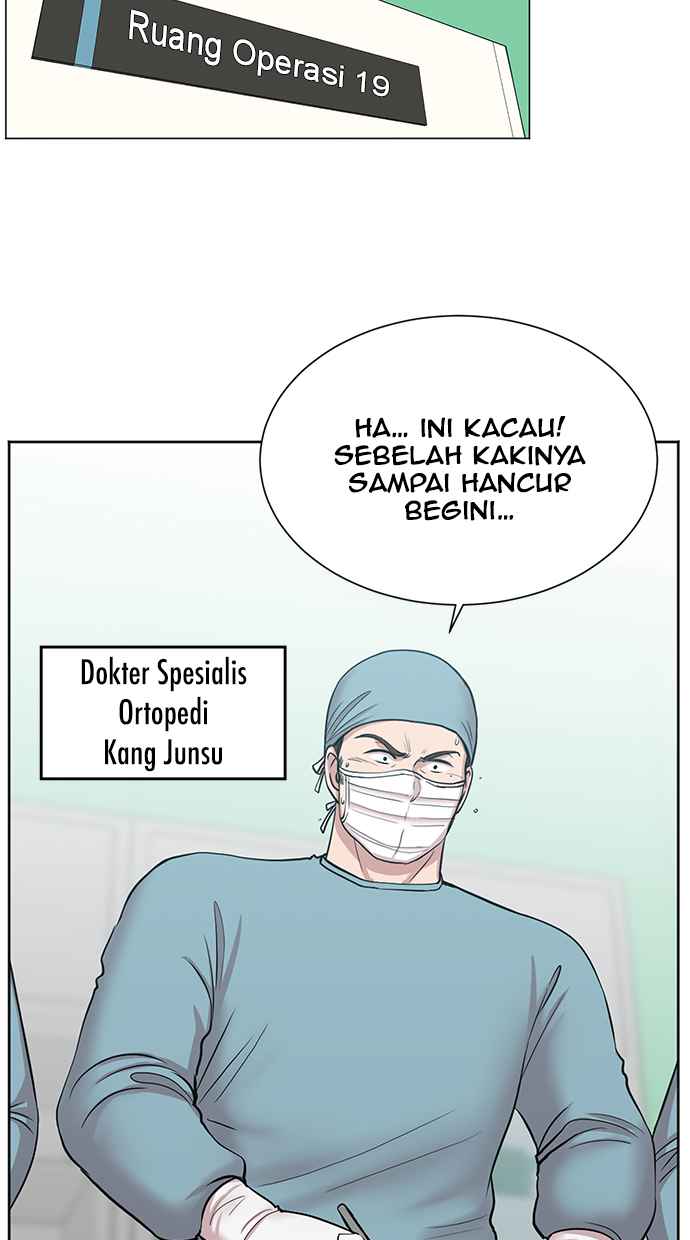 Ruang Operasi 19
HA... INI KACAU!
SEBELAH KAKINYA
SAMPAI HANCUR
BEGINI...
Dokter Spesialis
Ortopedi
Kang Junsu